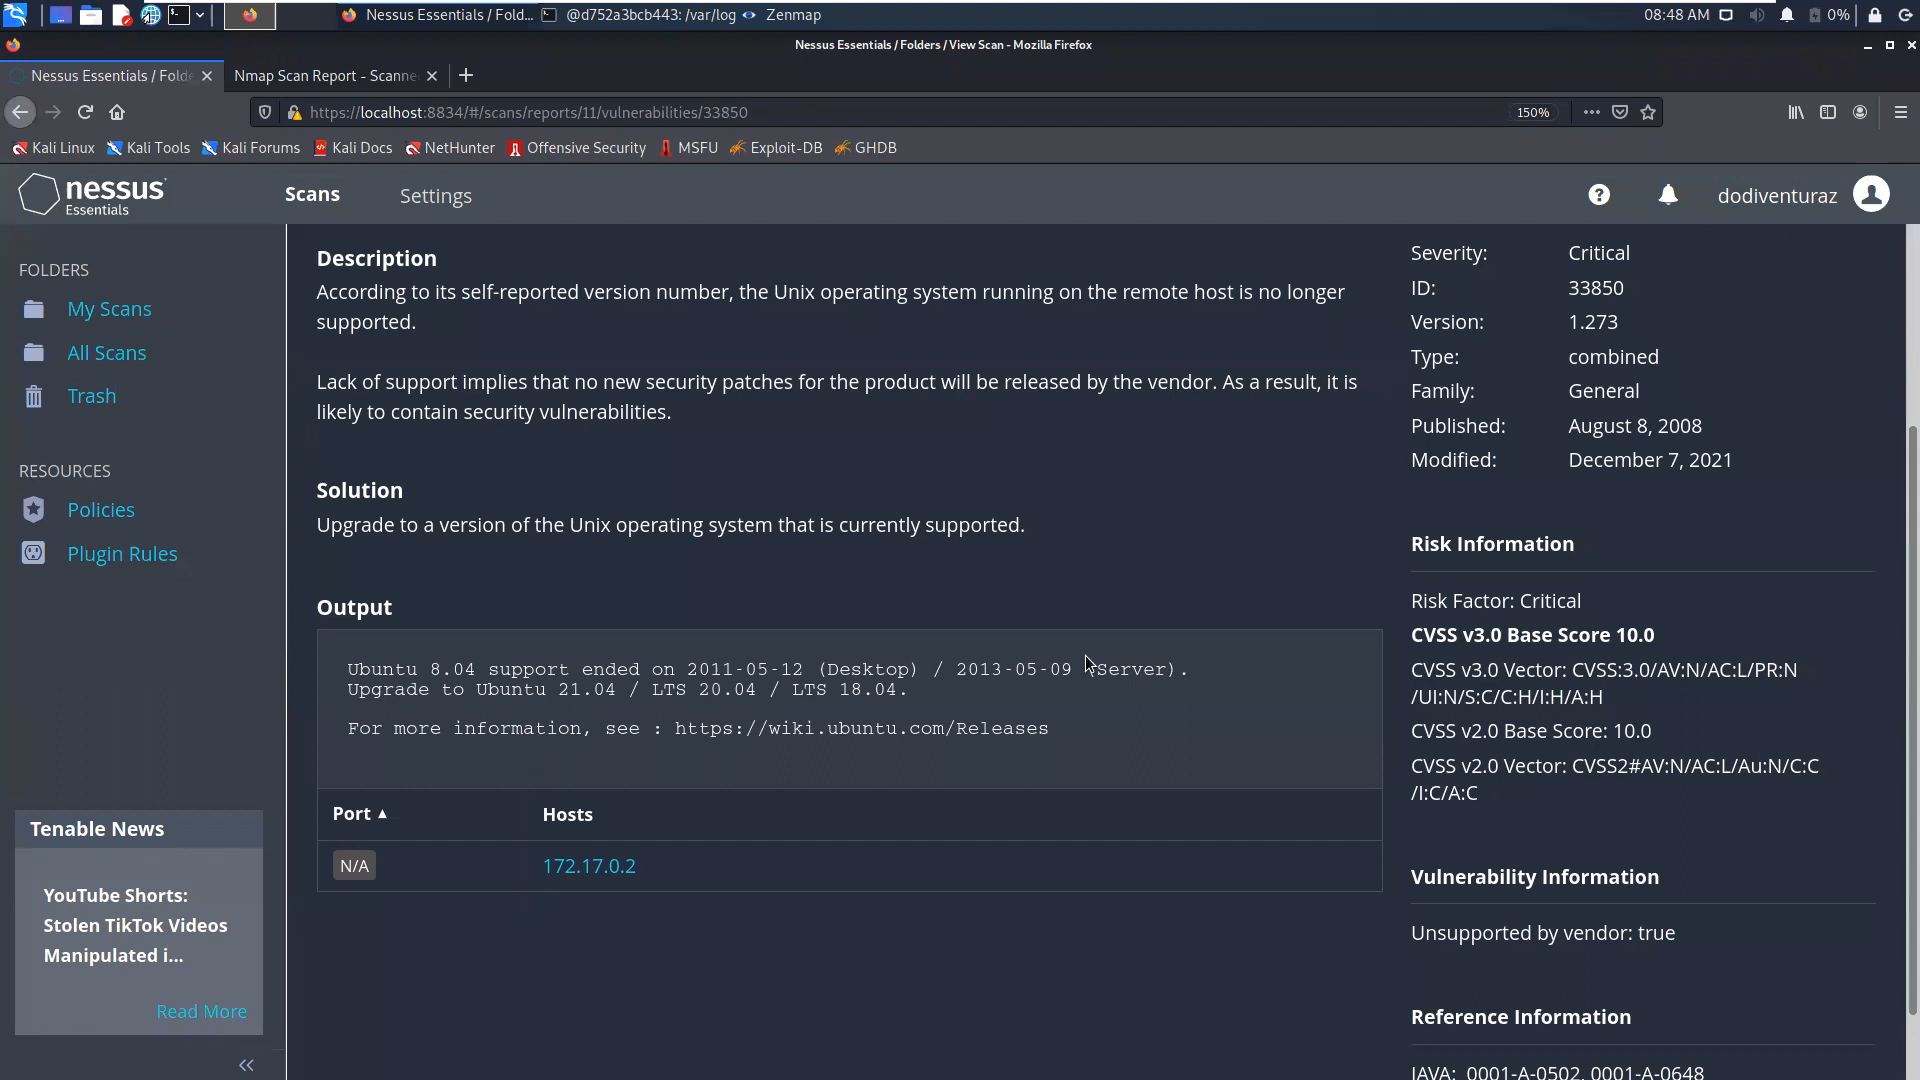 Nessus Essentials / Fold...
@d752a3bcb443: /var/log
Zenmap
08:48 AM
0%
Nessus Essentials / Folders / View Scan - Mozilla Firefox
Nessus Essentials / Folde
Nmap Scan Report - Scanne
https://localhost:8834/#/scans/reports/11/vulnerabilities/33850
150%
Kali Linux
Kali Tools
Kali Forums
Kali Docs
NetHunter
Offensive Security
MSFU
Exploit-DB
GHDB
nessus
Essentials
Scans
Settings
dodiventuraz
FOLDERS
My Scans
All Scans
Trash
RESOURCES
Policies
Plugin Rules
Tenable News
YouTube Shorts:
Stolen TikTok Videos
Manipulated i...
Read More
Description
According to its self-reported version number, the Unix operating system running on the remote host is no longer
supported.
Lack of support implies that no new security patches for the product will be released by the vendor. As a result, it is
likely to contain security vulnerabilities.
Solution
Upgrade to a version of the Unix operating system that is currently supported.
Output
Ubuntu 8.04 support ended on 2011-05-12 (Desktop) / 2013-05-09 (Server).
Upgrade to Ubuntu 21.04 / LTS 20.04 / LTS 18.04.
For more information, see : https://wiki.ubuntu.com/Releases
Port Hosts
N/A 172.17.0.2
Severity: Critical
ID: 33850
Version: 1.273
Type: combined
Family: General
Published: August 8, 2008
Modified: December 7, 2021
Risk Information
Risk Factor: Critical
CVSS v3.0 Base Score 10.0
CVSS v3.0 Vector: CVSS:3.0/AV:N/AC:L/PR:N
/UI:N/S:C/C:H/I:H/A:H
CVSS v2.0 Base Score: 10.0
CVSS v2.0 Vector: CVSS2#AV:N/AC:L/Au:N/C:C
/I:C/A:C
Vulnerability Information
Unsupported by vendor: true
Reference Information
IAVA: 0001-A-0502, 0001-A-0648